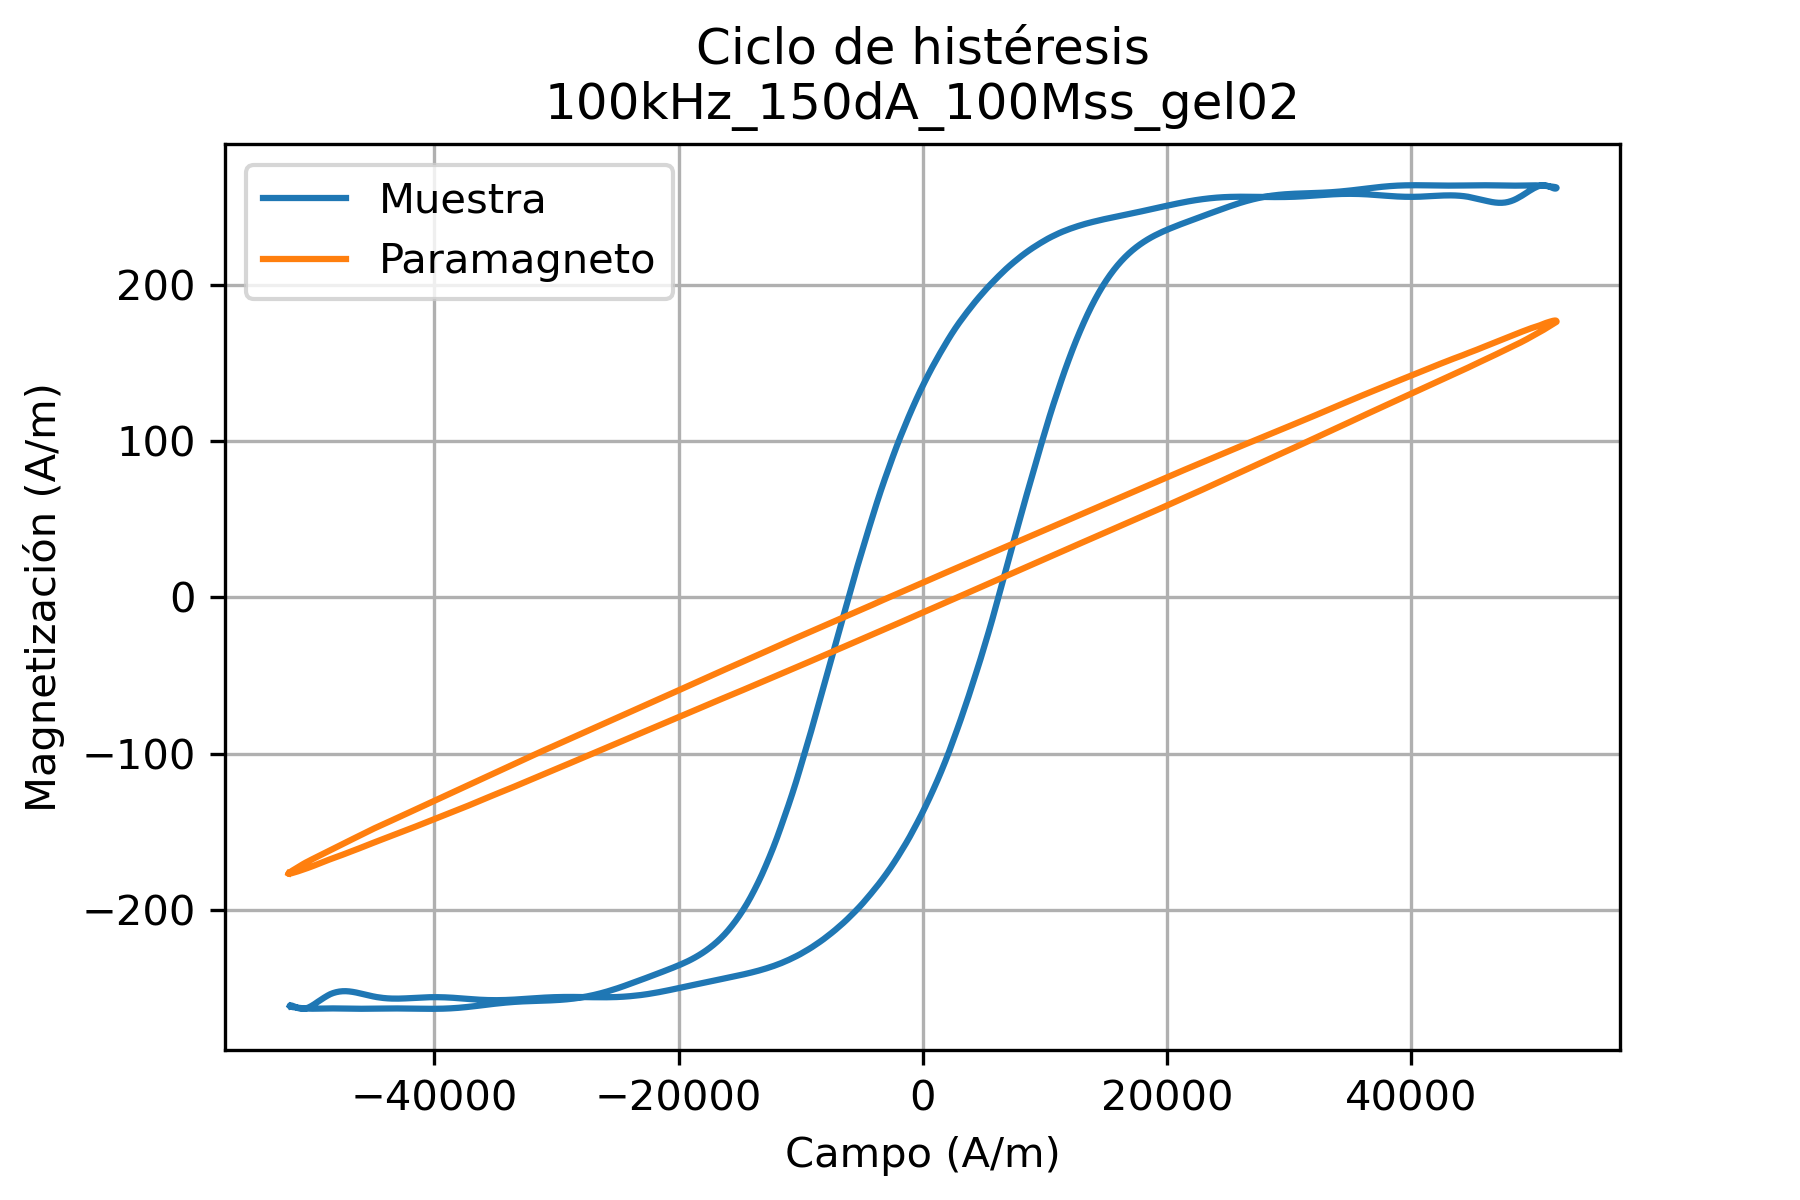 Ciclo de histéresis
100kHz_150dA_100Mss_gel02
Muestra
Paramagneto
200
100
0
−100
−200
Magnetización (A/m)
−40000
−20000
0
20000
40000
Campo (A/m)